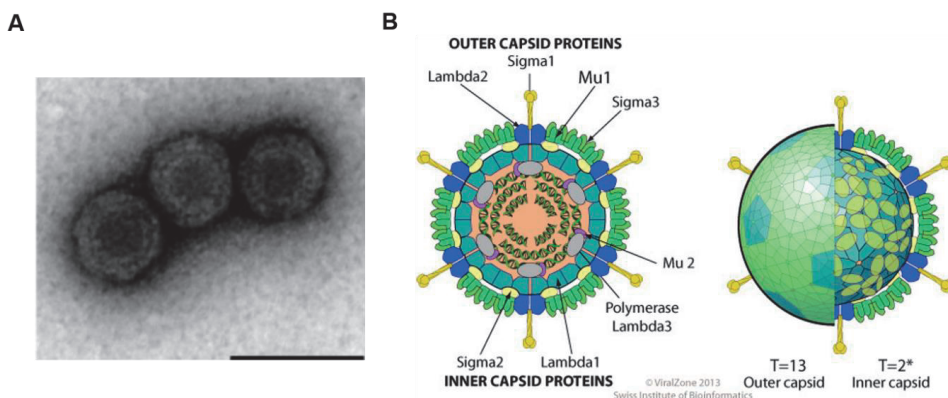 A
B
OUTER CAPSID PROTEINS
Sigma1
Lambda2
Mu1
Sigma3
Mu 2
Polymerase
Lambda3
Sigma2
Lambda1
INNER CAPSID PROTEINS
T=13
Outer capsid
T=2*
Inner capsid
© ViralZone 2013
Swiss Institute of Bioinformatics